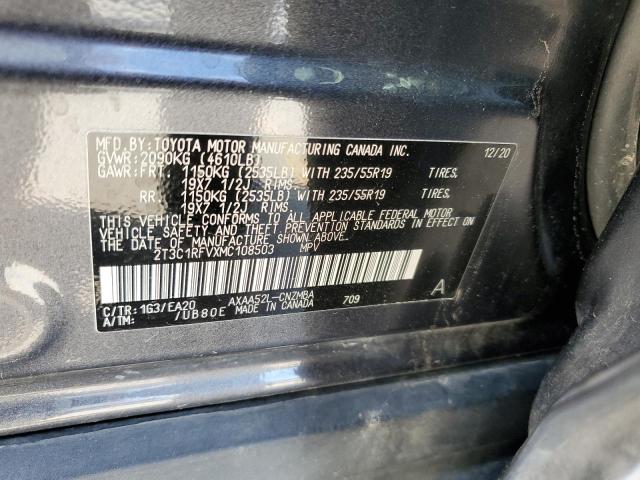 MFD.BY:TOYOTA MOTOR MANUFACTURING CANADA INC. 12/20
GVWR:2090KG (4610LB)
GAWR:FRT. 1150KG (2535LB) WITH 235/55R19 TIRES,
19X7 1/2J RIMS,
RR. 1150KG (2535LB) WITH 235/55R19 TIRES,
19X7 1/2J RIMS,
THIS VEHICLE CONFORMS TO ALL APPLICABLE FEDERAL MOTOR
VEHICLE SAFETY AND THEFT PREVENTION STANDARDS IN EFFECT ON
THE DATE OF MANUFACTURE SHOWN ABOVE.
2T3C1RFVXMC108503 MPV
C/TR:1G3/EA20 AXAA52L-CNZMBA 709 A
A/TM: /UB80E MADE IN CANADA